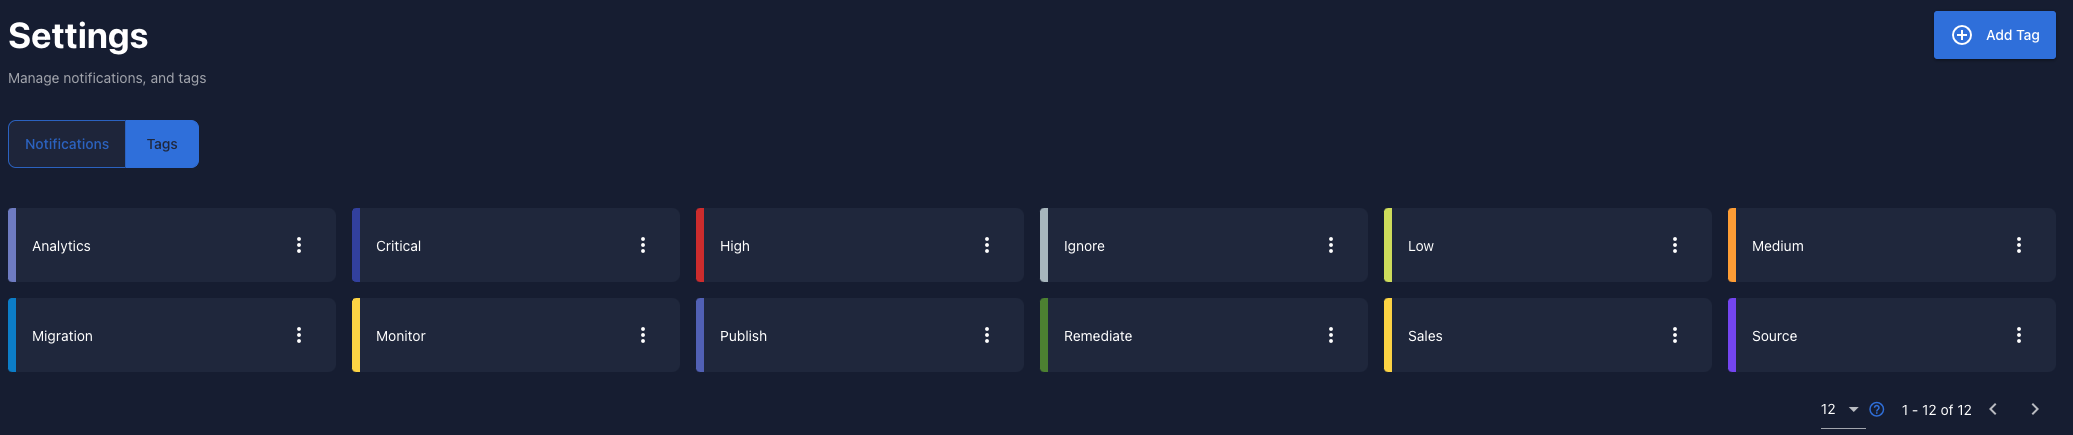 Settings
Add Tag
Manage notifications, and tags
Notifications Tags
Analytics Critical High Ignore Low Medium
Migration Monitor Publish Remediate Sales Source
12 1 - 12 of 12